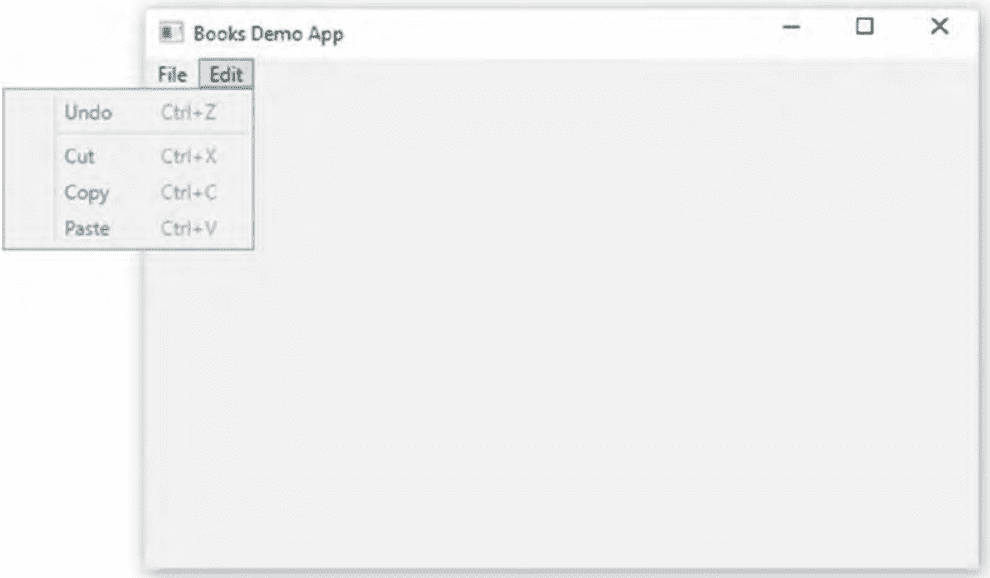 Books Demo App
File Edit
Undo Ctrl+Z
Cut Ctrl+X
Copy Ctrl+C
Paste Ctrl+V